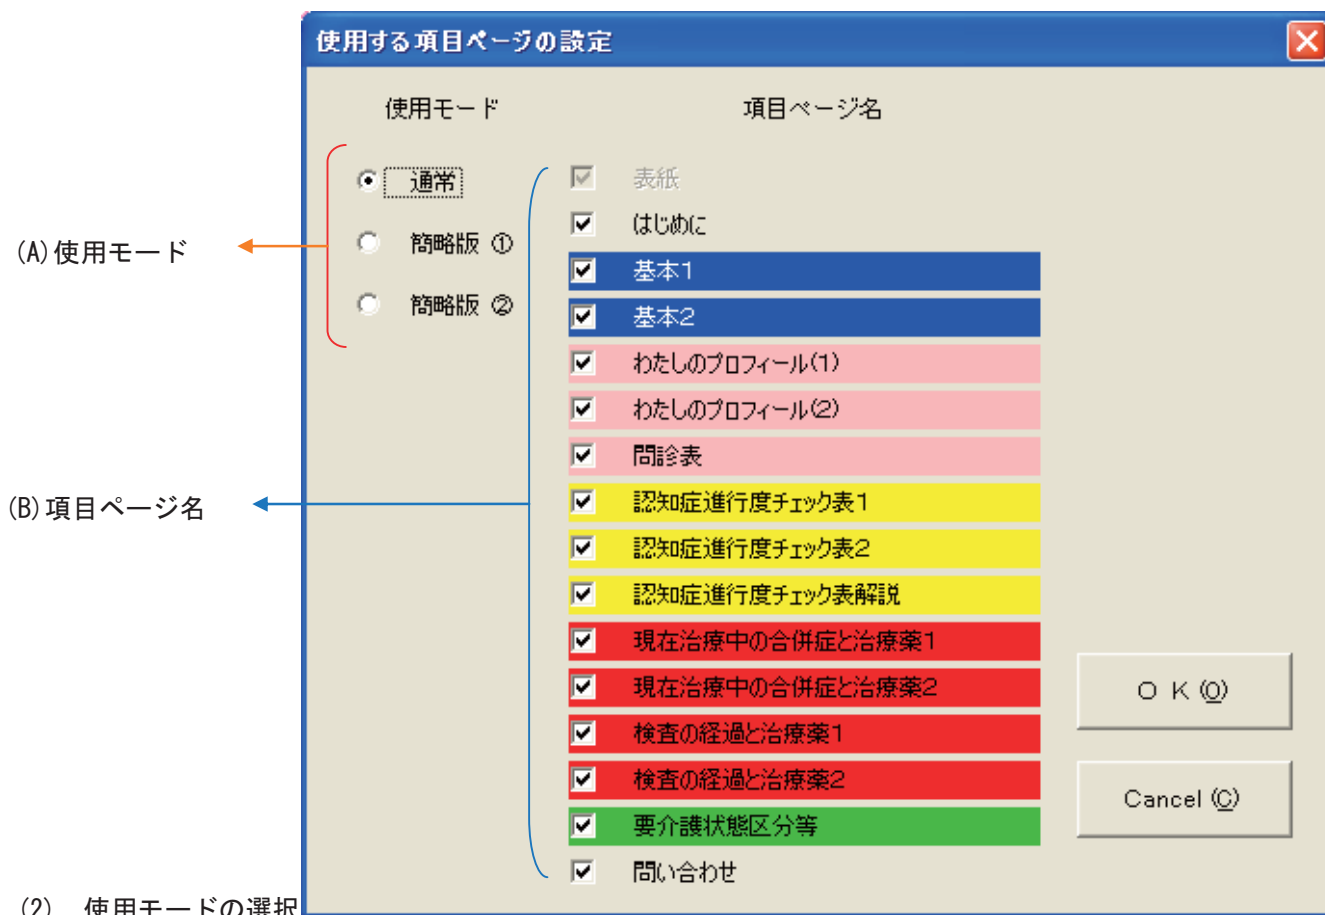 使用する項目ページの設定
使用モード 項目ページ名
通常
簡略版 ①
簡略版 ②
(A)使用モード
(B)項目ページ名
表紙
はじめに
基本1
基本2
わたしのプロフィール(1)
わたしのプロフィール(2)
問診表
認知症進行度チェック表1
認知症進行度チェック表2
認知症進行度チェック表解説
現在治療中の合併症と治療薬1
現在治療中の合併症と治療薬2
検査の経過と治療薬1
検査の経過と治療薬2
要介護状態区分等
問い合わせ
O K (O)
Cancel (C)
(2) 使用モードの選択